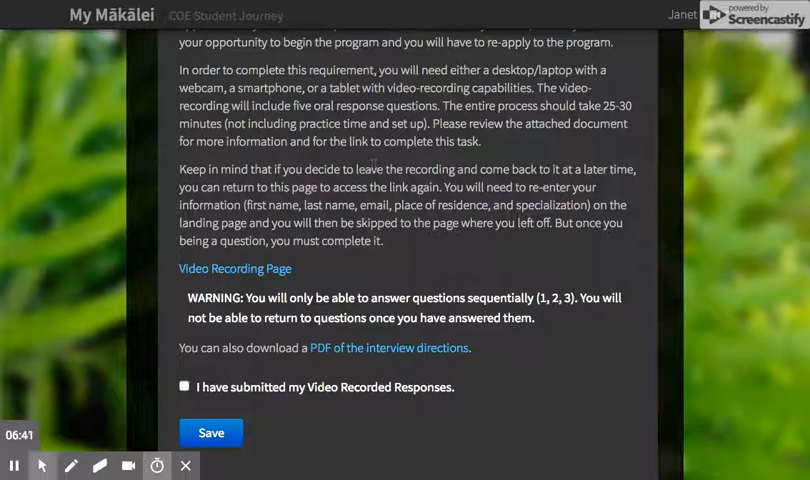 My Mākālei
COE Student Journey
Janet
powered by
Screencastify
your opportunity to begin the program and you will have to re-apply to the program.
In order to complete this requirement, you will need either a desktop/laptop with a
webcam, a smartphone, or a tablet with video-recording capabilities. The video-
recording will include five oral response questions. The entire process should take 25-30
minutes (not including practice time and set up). Please review the attached document
for more information and for the link to complete this task.
Keep in mind that if you decide to leave the recording and come back to it at a later time,
you can return to this page to access the link again. You will need to re-enter your
information (first name, last name, email, place of residence, and specialization) on the
landing page and you will then be skipped to the page where you left off. But once you
being a question, you must complete it.
Video Recording Page
WARNING: You will only be able to answer questions sequentially (1, 2, 3). You will
not be able to return to questions once you have answered them.
You can also download a PDF of the interview directions.
I have submitted my Video Recorded Responses.
Save
06:41